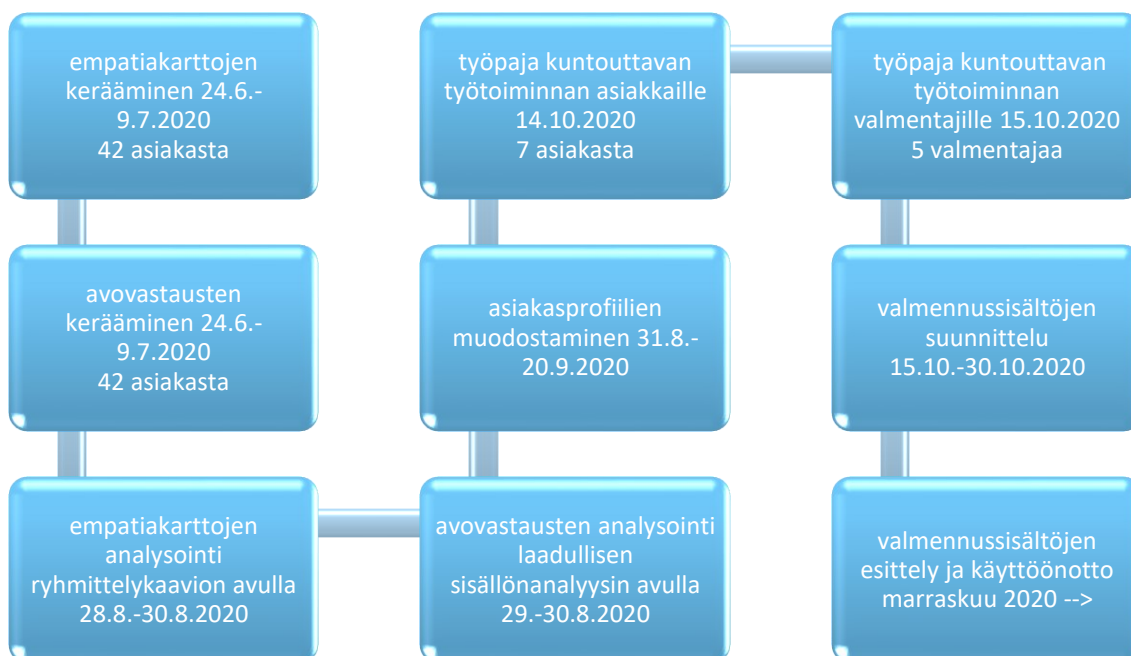 empatiakarttojen
kerääminen 24.6.-
9.7.2020
42 asiakasta
avovastausten
kerääminen 24.6.-
9.7.2020
42 asiakasta
empatiakarttojen
analysointi
ryhmittelykaavion avulla
28.8.-30.8.2020
avovastausten analysointi
laadullisen
sisällönanalyysin avulla
29.-30.8.2020
asiakasprofiilien
muodostaminen 31.8.-
20.9.2020
työpaja kuntouttavan
työtoiminnan asiakkaille
14.10.2020
7 asiakasta
työpaja kuntouttavan
työtoiminnan
valmentajille 15.10.2020
5 valmentajaa
valmennussisältöjen
suunnittelu
15.10.-30.10.2020
valmennussisältöjen
esittely ja käyttöönotto
marraskuu 2020 -->